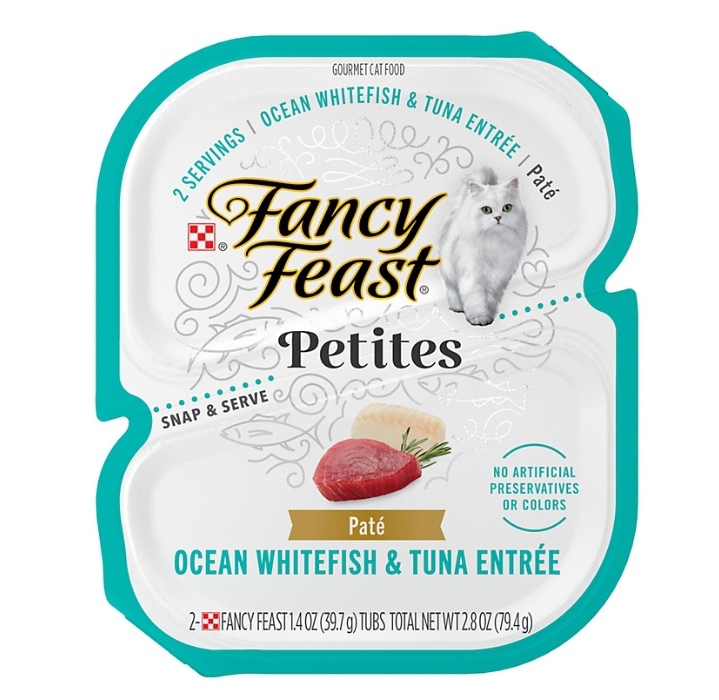 GOURMET CAT FOOD
2 SERVINGS | OCEAN WHITEFISH & TUNA ENTRÉE | Paté
Fancy
Feast®
®
Petites
SNAP & SERVE
NO ARTIFICIAL
PRESERVATIVES
OR COLORS
Paté
OCEAN WHITEFISH & TUNA ENTRÉE
2- FANCY FEAST 1.4 OZ (39.7 g) TUBS TOTAL NET WT 2.8 OZ (79.4 g)